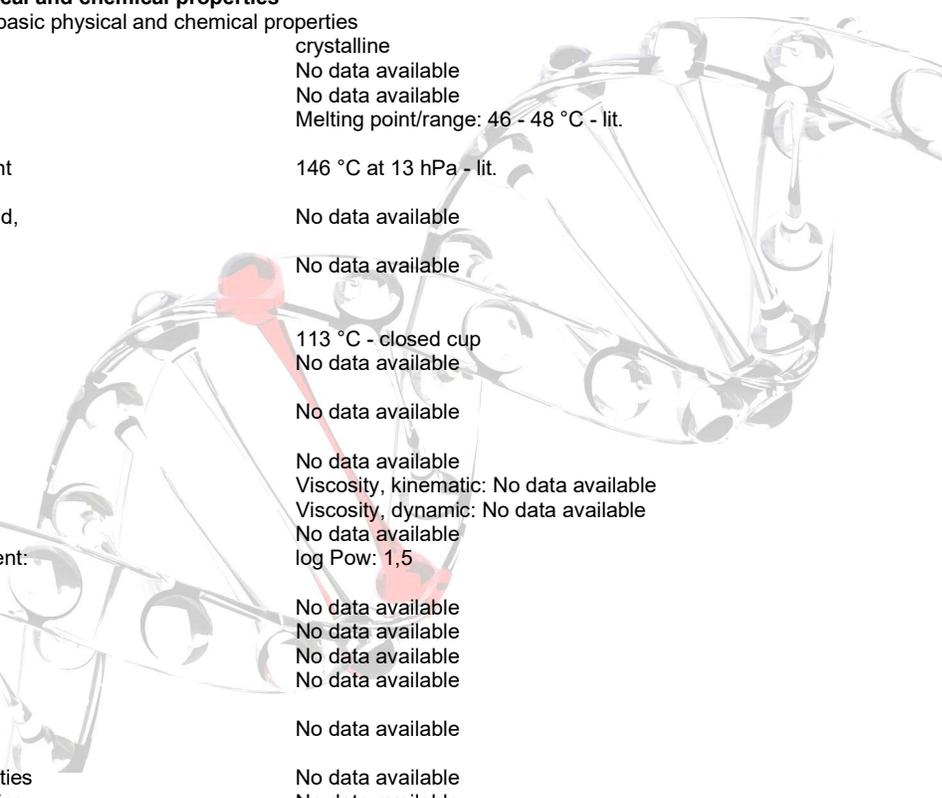 cal and chemical properties
basic physical and chemical properties
crystalline
No data available
No data available
Melting point/range: 46 - 48 °C - lit.
nt 146 °C at 13 hPa - lit.
d, No data available
No data available
113 °C - closed cup
No data available
No data available
No data available
Viscosity, kinematic: No data available
Viscosity, dynamic: No data available
No data available
ent: log Pow: 1,5
No data available
No data available
No data available
No data available
No data available
ties No data available